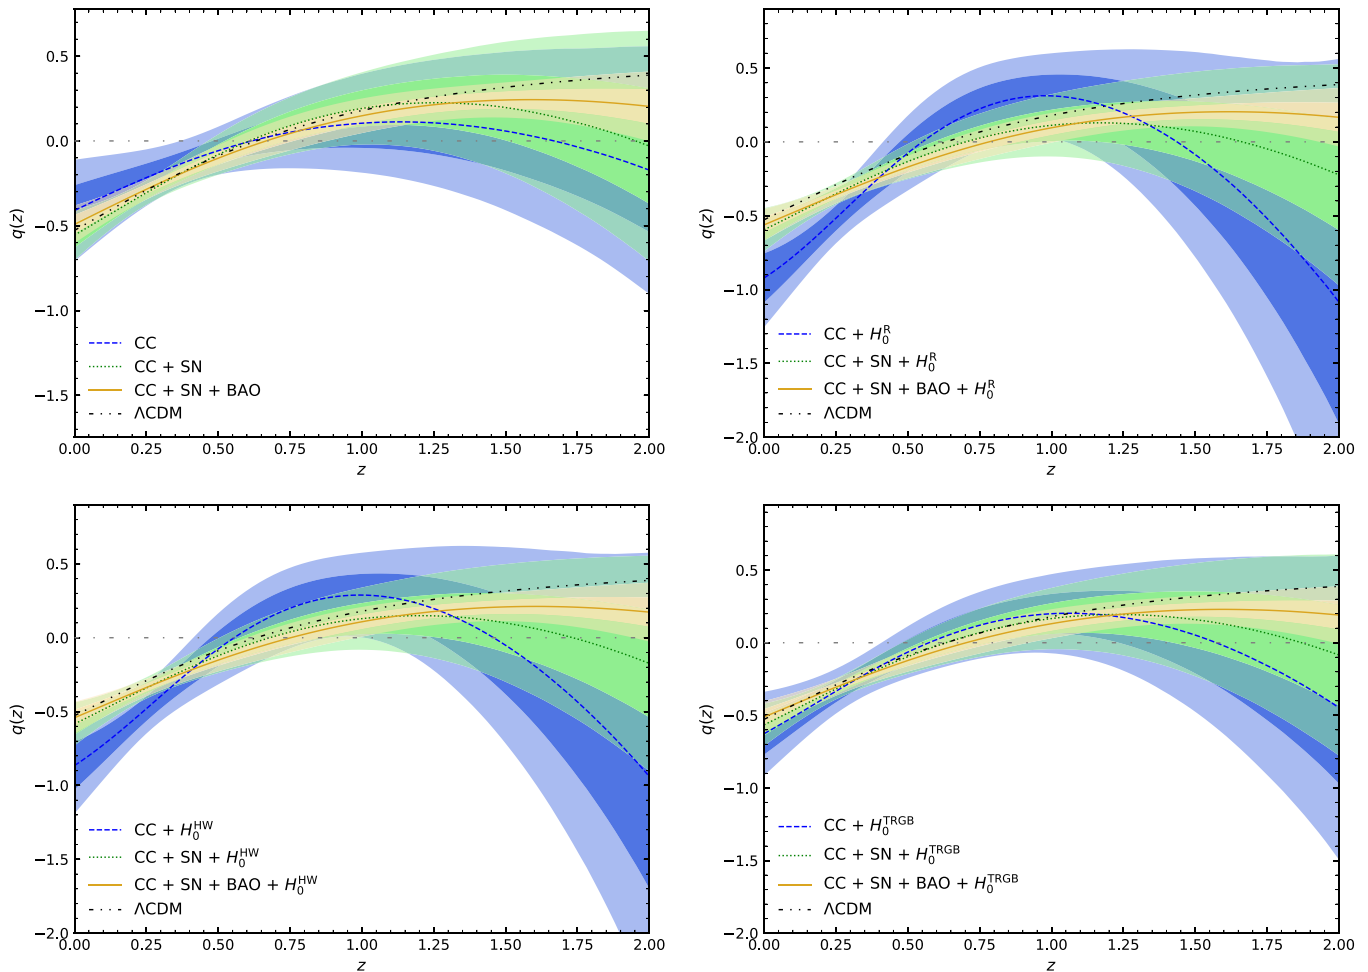 0.5
0.0
−0.5
−1.0
−1.5
q(z)
CC
CC + SN
CC + SN + BAO
ΛCDM
0.00 0.25 0.50 0.75 1.00 1.25 1.50 1.75 2.00
z
0.5
0.0
−0.5
−1.0
−1.5
−2.0
q(z)
CC + H₀ᴿ
CC + SN + H₀ᴿ
CC + SN + BAO + H₀ᴿ
ΛCDM
0.00 0.25 0.50 0.75 1.00 1.25 1.50 1.75 2.00
z
0.5
0.0
−0.5
−1.0
−1.5
−2.0
q(z)
CC + H₀ᴴᵂ
CC + SN + H₀ᴴᵂ
CC + SN + BAO + H₀ᴴᵂ
ΛCDM
0.00 0.25 0.50 0.75 1.00 1.25 1.50 1.75 2.00
z
0.5
0.0
−0.5
−1.0
−1.5
−2.0
q(z)
CC + H₀ᵀᴿᴳᴮ
CC + SN + H₀ᵀᴿᴳᴮ
CC + SN + BAO + H₀ᵀᴿᴳᴮ
ΛCDM
0.00 0.25 0.50 0.75 1.00 1.25 1.50 1.75 2.00
z